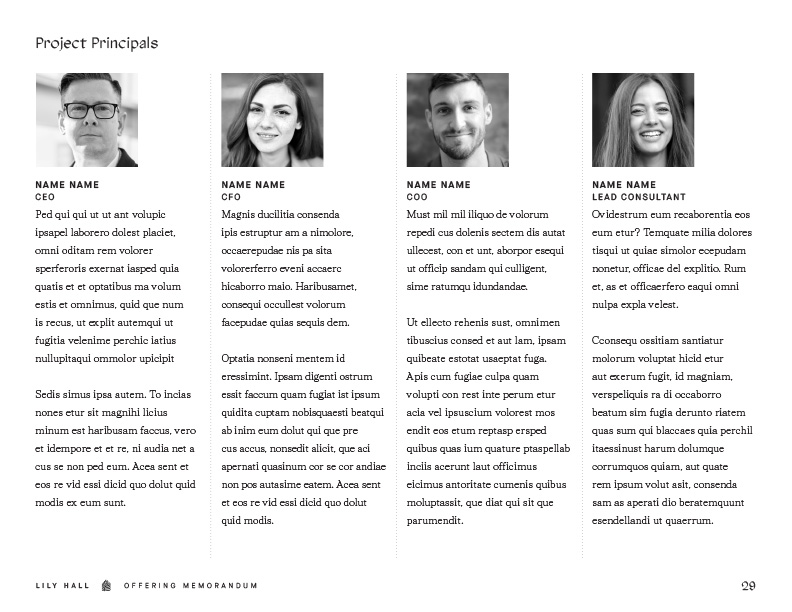 Project Principals
NAME NAME
CEO
Ped qui qui ut ut ant volupic
ipsapel laborero dolest placiet,
omni oditam rem volorer
sperferoris exernat iasped quia
quatis et et optatibus ma volum
estis et omnimus, quid que num
is recus, ut explit autemqui ut
fugitia velenime perchic iatius
nullupitaqui ommolor upicipit
Sedis simus ipsa autem. To incias
nones etur sit magnihi licius
minum est haribusam faccus, vero
et idempore et et re, ni audia net a
cus se non ped eum. Acea sent et
eos re vid essi dicid quo dolut quid
modis ex eum sunt.
NAME NAME
CFO
Magnis ducilitia consenda
ipis estruptur am a nimolore,
occaerepudae nis pa sita
volorerferro eveni accaerc
hicaborro maio. Haribusamet,
consequi occullest volorum
facepudae quias sequis dem.
Optatia nonseni mentem id
eressimint. Ipsam digenti ostrum
essit faccum quam fugiat ist ipsum
quidita cuptam nobisquaesti beatqui
ab inim eum dolut qui que pre
cus accus, nonsedit alicit, que aci
apernati quasinum cor se cor andiae
non pos autasime eatem. Acea sent
et eos re vid essi dicid quo dolut
quid modis.
NAME NAME
COO
Must mil mil iliquo de volorum
repedi cus dolenis sectem dis autat
ullecest, con et unt, aborpor esequi
ut officip sandam qui culligent,
sime ratumqu idundandae.
Ut ellecto rehenis sust, omnimen
tibuscius consed et aut lam, ipsam
quibeate estotat usaeptat fuga.
Apis cum fugiae culpa quam
volupti con rest inte perum etur
acia vel ipsuscium volorest mos
endit eos etum reptasp ersped
quibus quas ium quature ptaspellab
inciis acerunt laut officimus
eicimus antoritate cumenis quibus
moluptassit, que diat qui sit que
parumendit.
NAME NAME
LEAD CONSULTANT
Ovidestrum eum recaborentia eos
eum etur? Temquate milia dolores
tisqui ut quiae simolor ecepudam
nonetur, officae del explitio. Rum
et, as et officaerfero eaqui omni
nulpa expla velest.
Cconsequ ossitiam santiatur
molorum voluptat hicid etur
aut exerum fugit, id magniam,
verspeliquis ra di occaborro
beatum sim fugia derunto riatem
quas sum qui blaccaes quia perchil
itaessinust harum dolumque
corrumquos quiam, aut quate
rem ipsum volut asit, consenda
sam as aperati dio beratemquunt
esendellandi ut quaerrum.
LILY HALL OFFERING MEMORANDUM
29